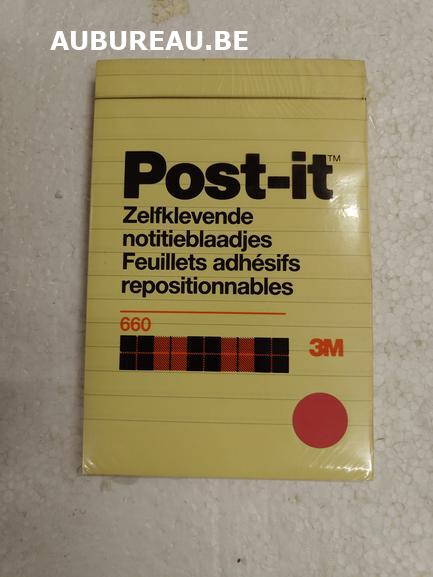 AUBUREAU.BE
Post-it™
Zelfklevende
notitieblaadjes
Feuillets adhésifs
repositionnables
660
3M